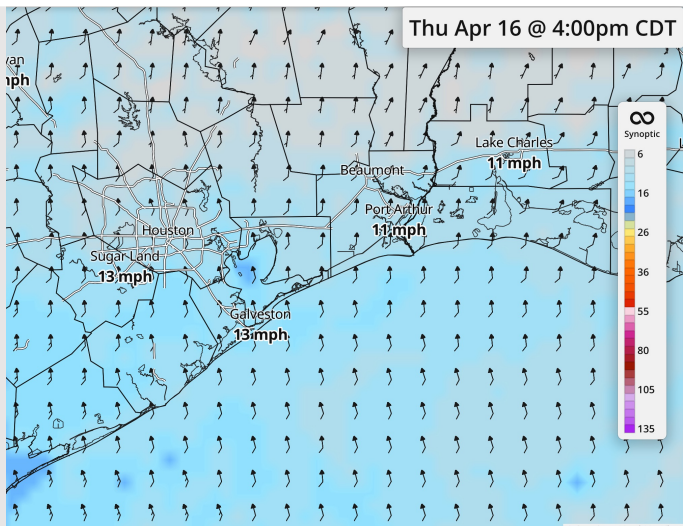 Thu Apr 16 @ 4:00pm CDT
van
mph
Synoptic
6
16
26
36
55
80
105
135
Lake Charles
11 mph
Beaumont
Port Arthur
11 mph
Houston
Sugar Land
13 mph
Galveston
13 mph
L